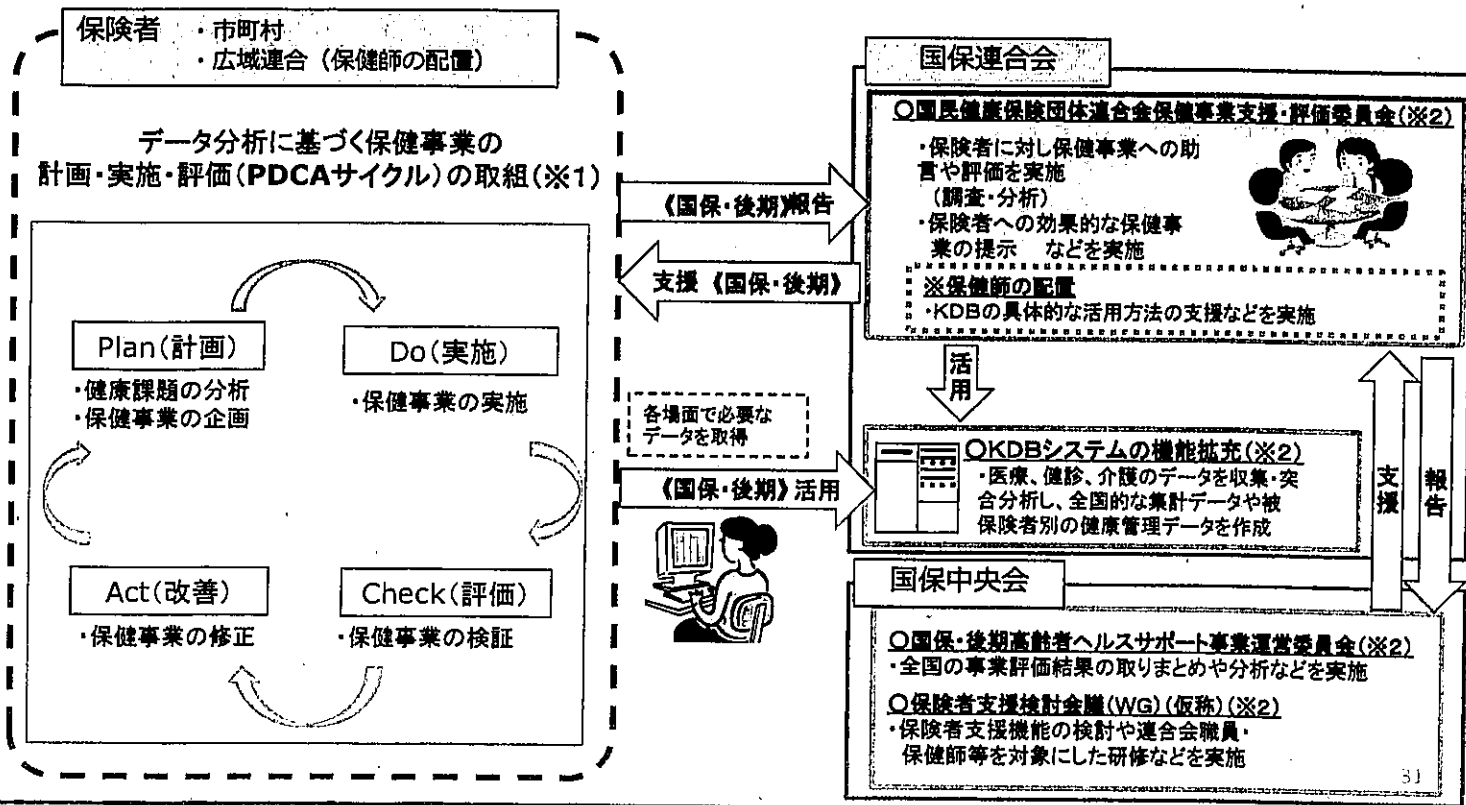 保険者 ・市町村
・広域連合（保健師の配置）
データ分析に基づく保健事業の
計画・実施・評価(PDCAサイクル)の取組(※1)
Plan(計画)
・健康課題の分析
・保健事業の企画
Do(実施)
・保健事業の実施
Act(改善)
・保健事業の修正
Check(評価)
・保健事業の検証
《国保・後期》報告
支援 《国保・後期》
各場面で必要な
データを取得
《国保・後期》活用
国保連合会
○国民健康保険団体連合会保健事業支援・評価委員会(※2)
・保険者に対し保健事業への助
言や評価を実施
(調査・分析)
・保険者への効果的な保健事
業の提示 などを実施
※保健師の配置
・KDBの具体的な活用方法の支援などを実施
活用
○KDBシステムの機能拡充(※2)
・医療、健診、介護のデータを収集・突
合分析し、全国的な集計データや被
保険者別の健康管理データを作成
支援
報告
国保中央会
○国保・後期高齢者ヘルスサポート事業運営委員会(※2)
・全国の事業評価結果の取りまとめや分析などを実施
○保険者支援検討会議(WG)(仮称)(※2)
・保険者支援機能の検討や連合会職員・
保健師等を対象にした研修などを実施
31